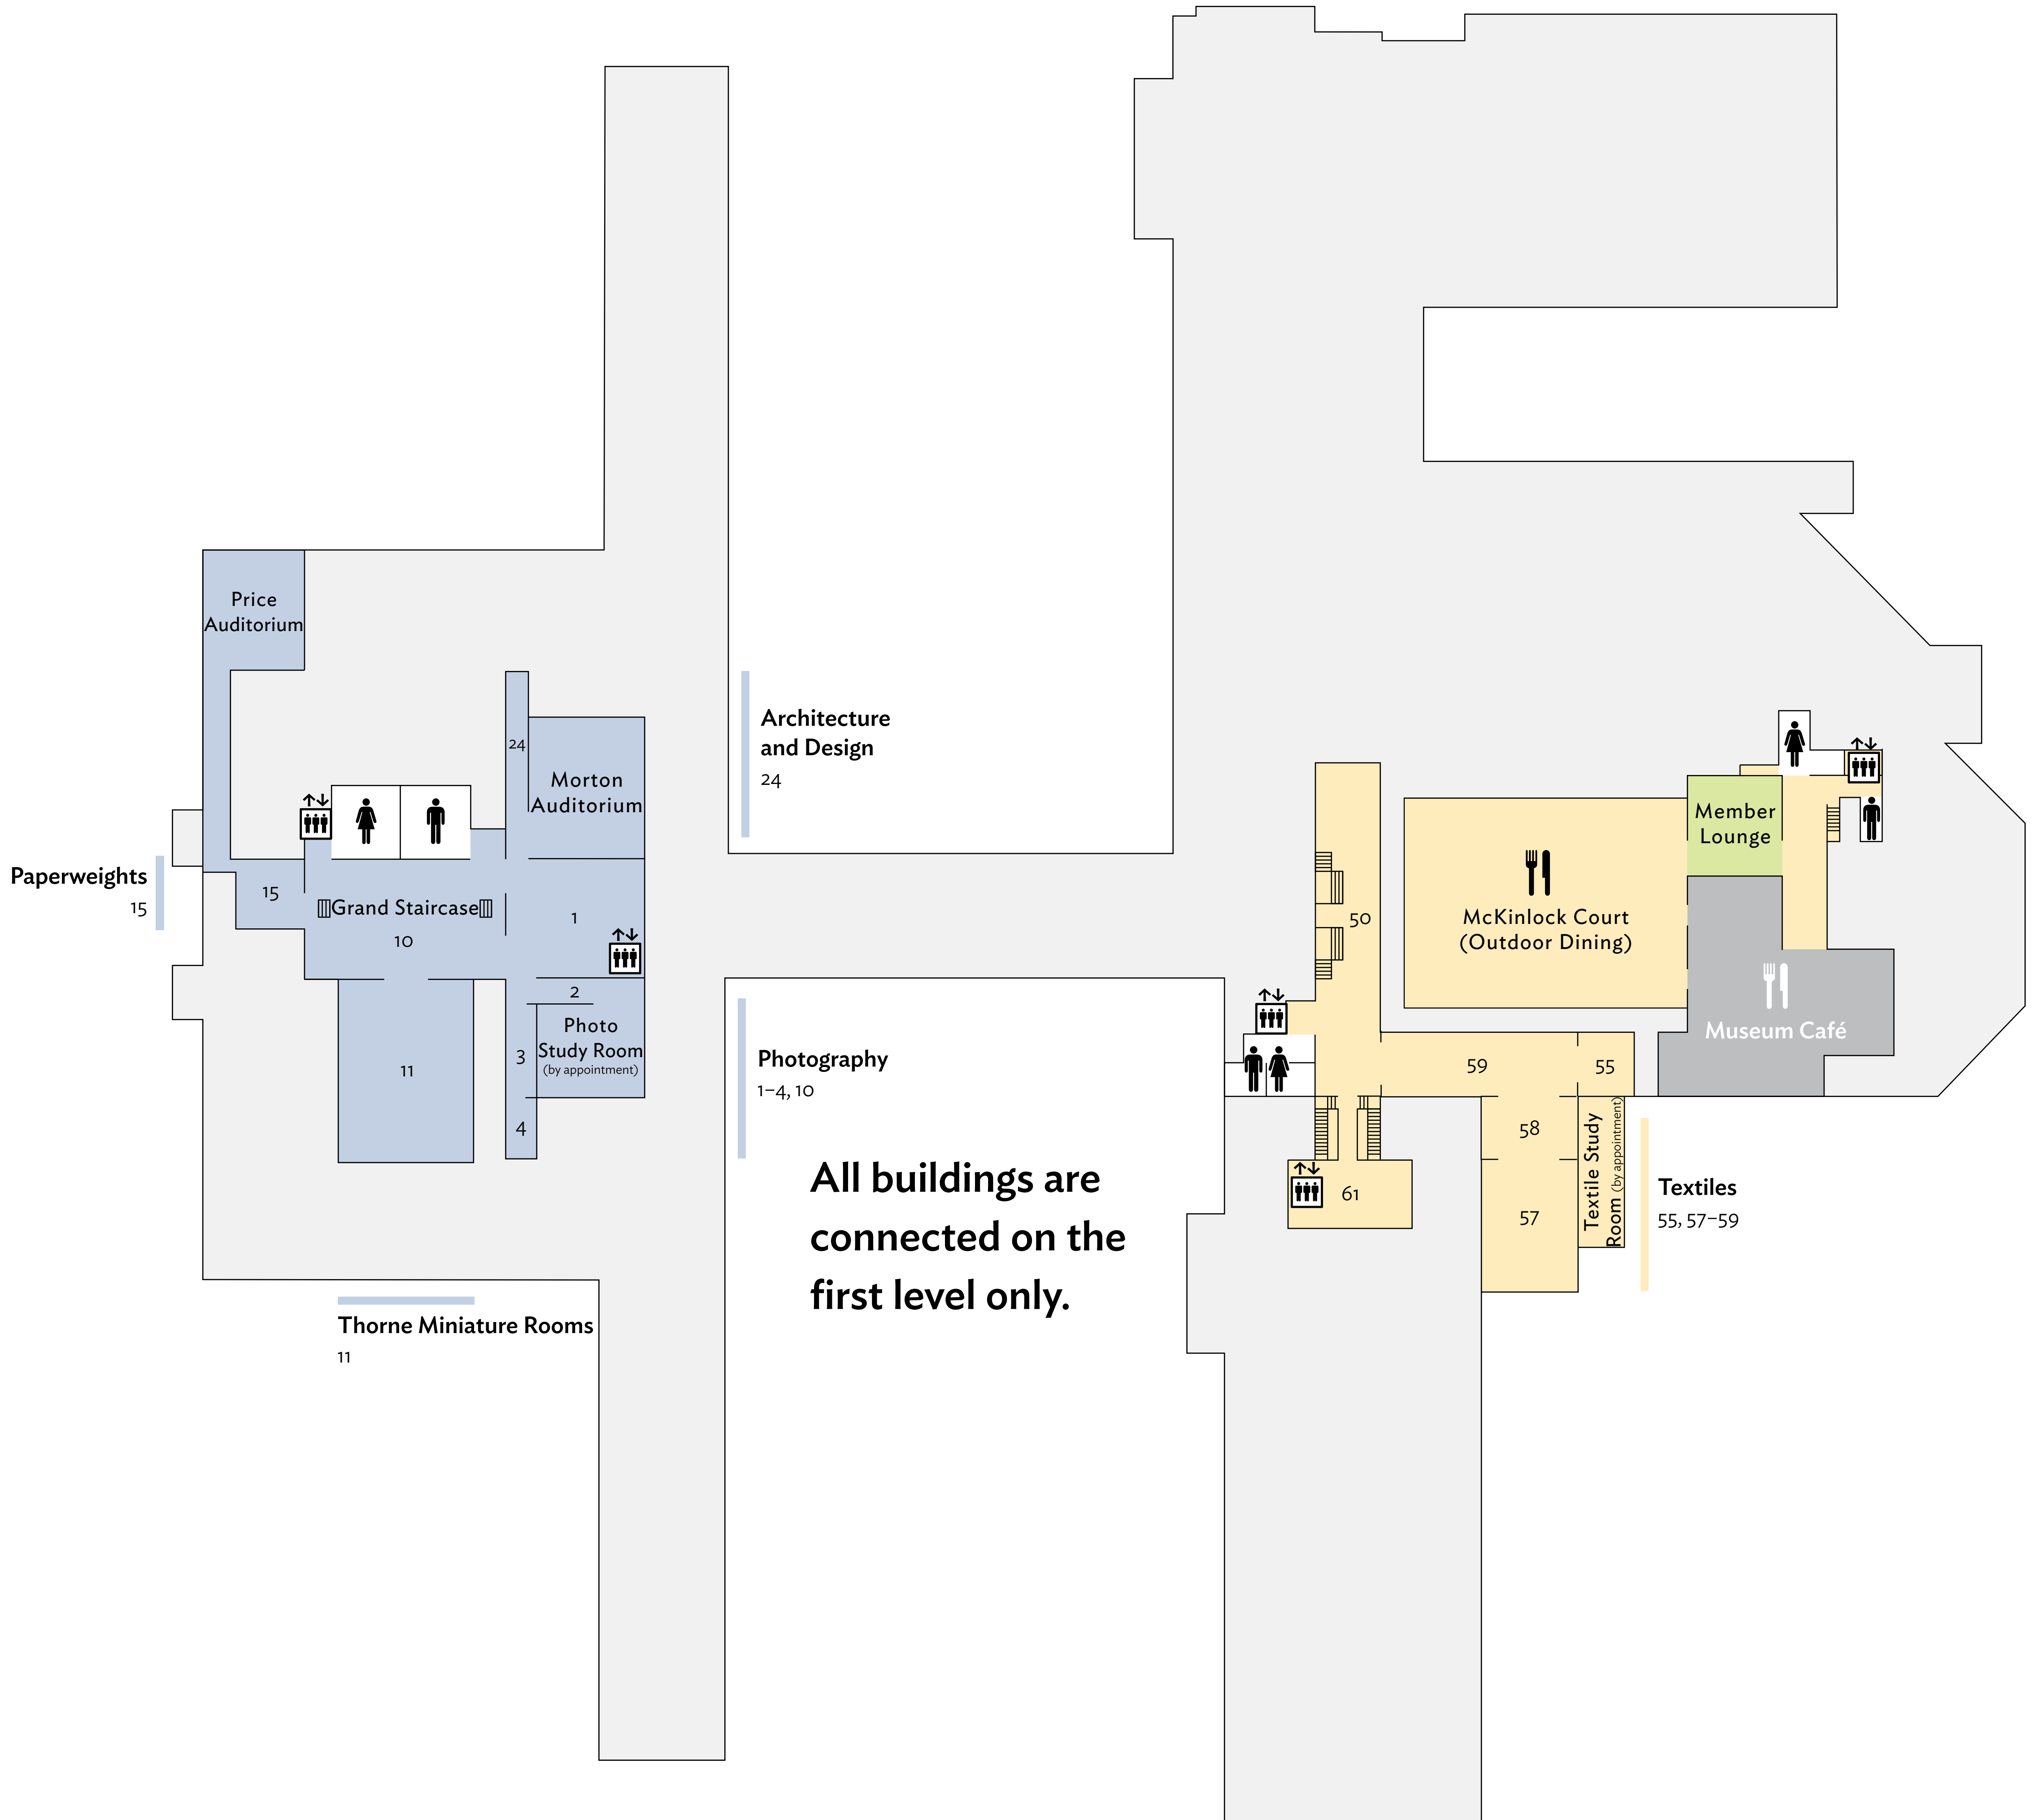 Price
Auditorium
24
Morton
Auditorium
Architecture
and Design
24
Paperweights
15
15
Grand Staircase
10
1
2
Photo
Study Room
(by appointment)
3
4
11
Photography
1–4, 10
Thorne Miniature Rooms
11
All buildings are
connected on the
first level only.
Member
Lounge
McKinlock Court
(Outdoor Dining)
Museum Café
50
59
55
58
57
61
Textile Study
Room (by appointment)
Textiles
55, 57–59